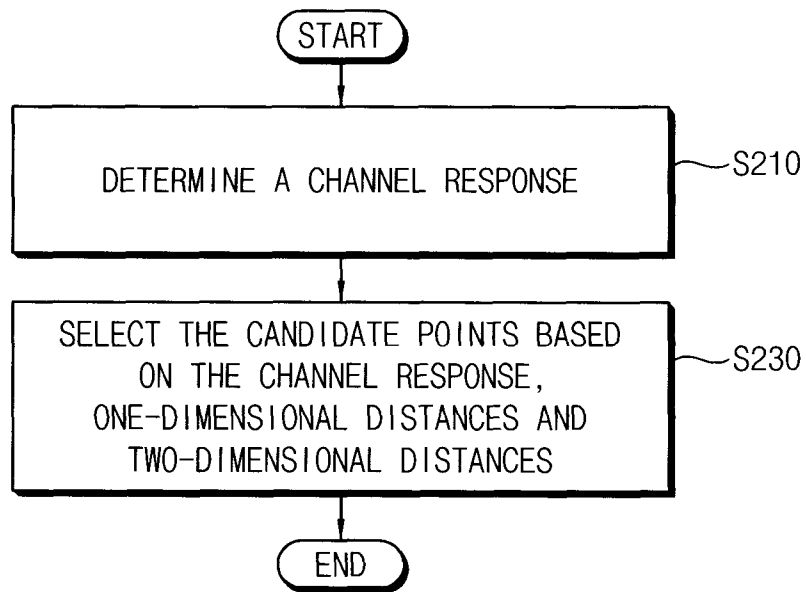 START
DETERMINE A CHANNEL RESPONSE
S210
SELECT THE CANDIDATE POINTS BASED
ON THE CHANNEL RESPONSE,
ONE-DIMENSIONAL DISTANCES AND
TWO-DIMENSIONAL DISTANCES
S230
END